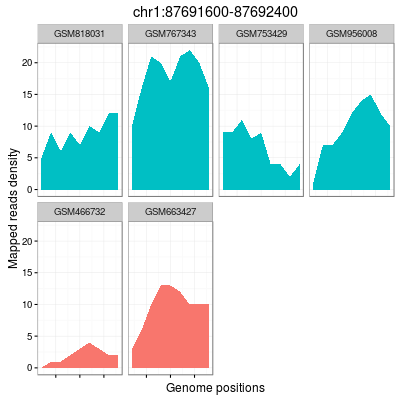 chr1:87691600-87692400
GSM818031 GSM767343 GSM753429 GSM956008
20
15
10
5
0
Mapped reads density
GSM466732 GSM663427
20
15
10
5
0
Genome positions